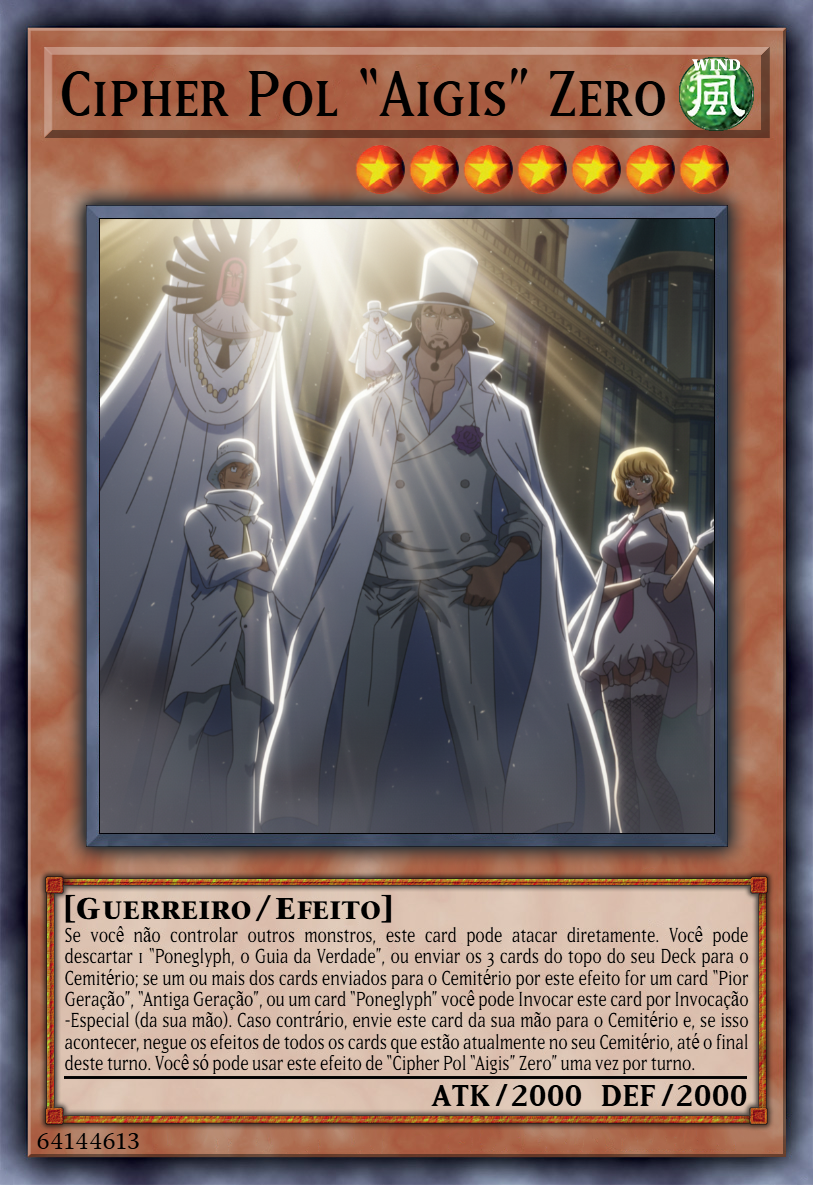 Cipher Pol "Aigis" Zero
WIND
風
[Guerreiro / Efeito]
Se você não controlar outros monstros, este card pode atacar diretamente. Você pode
descartar 1 "Poneglyph, o Guia da Verdade", ou enviar os 3 cards do topo do seu Deck para o
Cemitério; se um ou mais dos cards enviados para o Cemitério por este efeito for um card "Pior
Geração", "Antiga Geração", ou um card "Poneglyph" você pode Invocar este card por Invocação
-Especial (da sua mão). Caso contrário, envie este card da sua mão para o Cemitério e, se isso
acontecer, negue os efeitos de todos os cards que estão atualmente no seu Cemitério, até o final
deste turno. Você só pode usar este efeito de "Cipher Pol "Aigis" Zero" uma vez por turno.
ATK/2000 DEF/2000
64144613